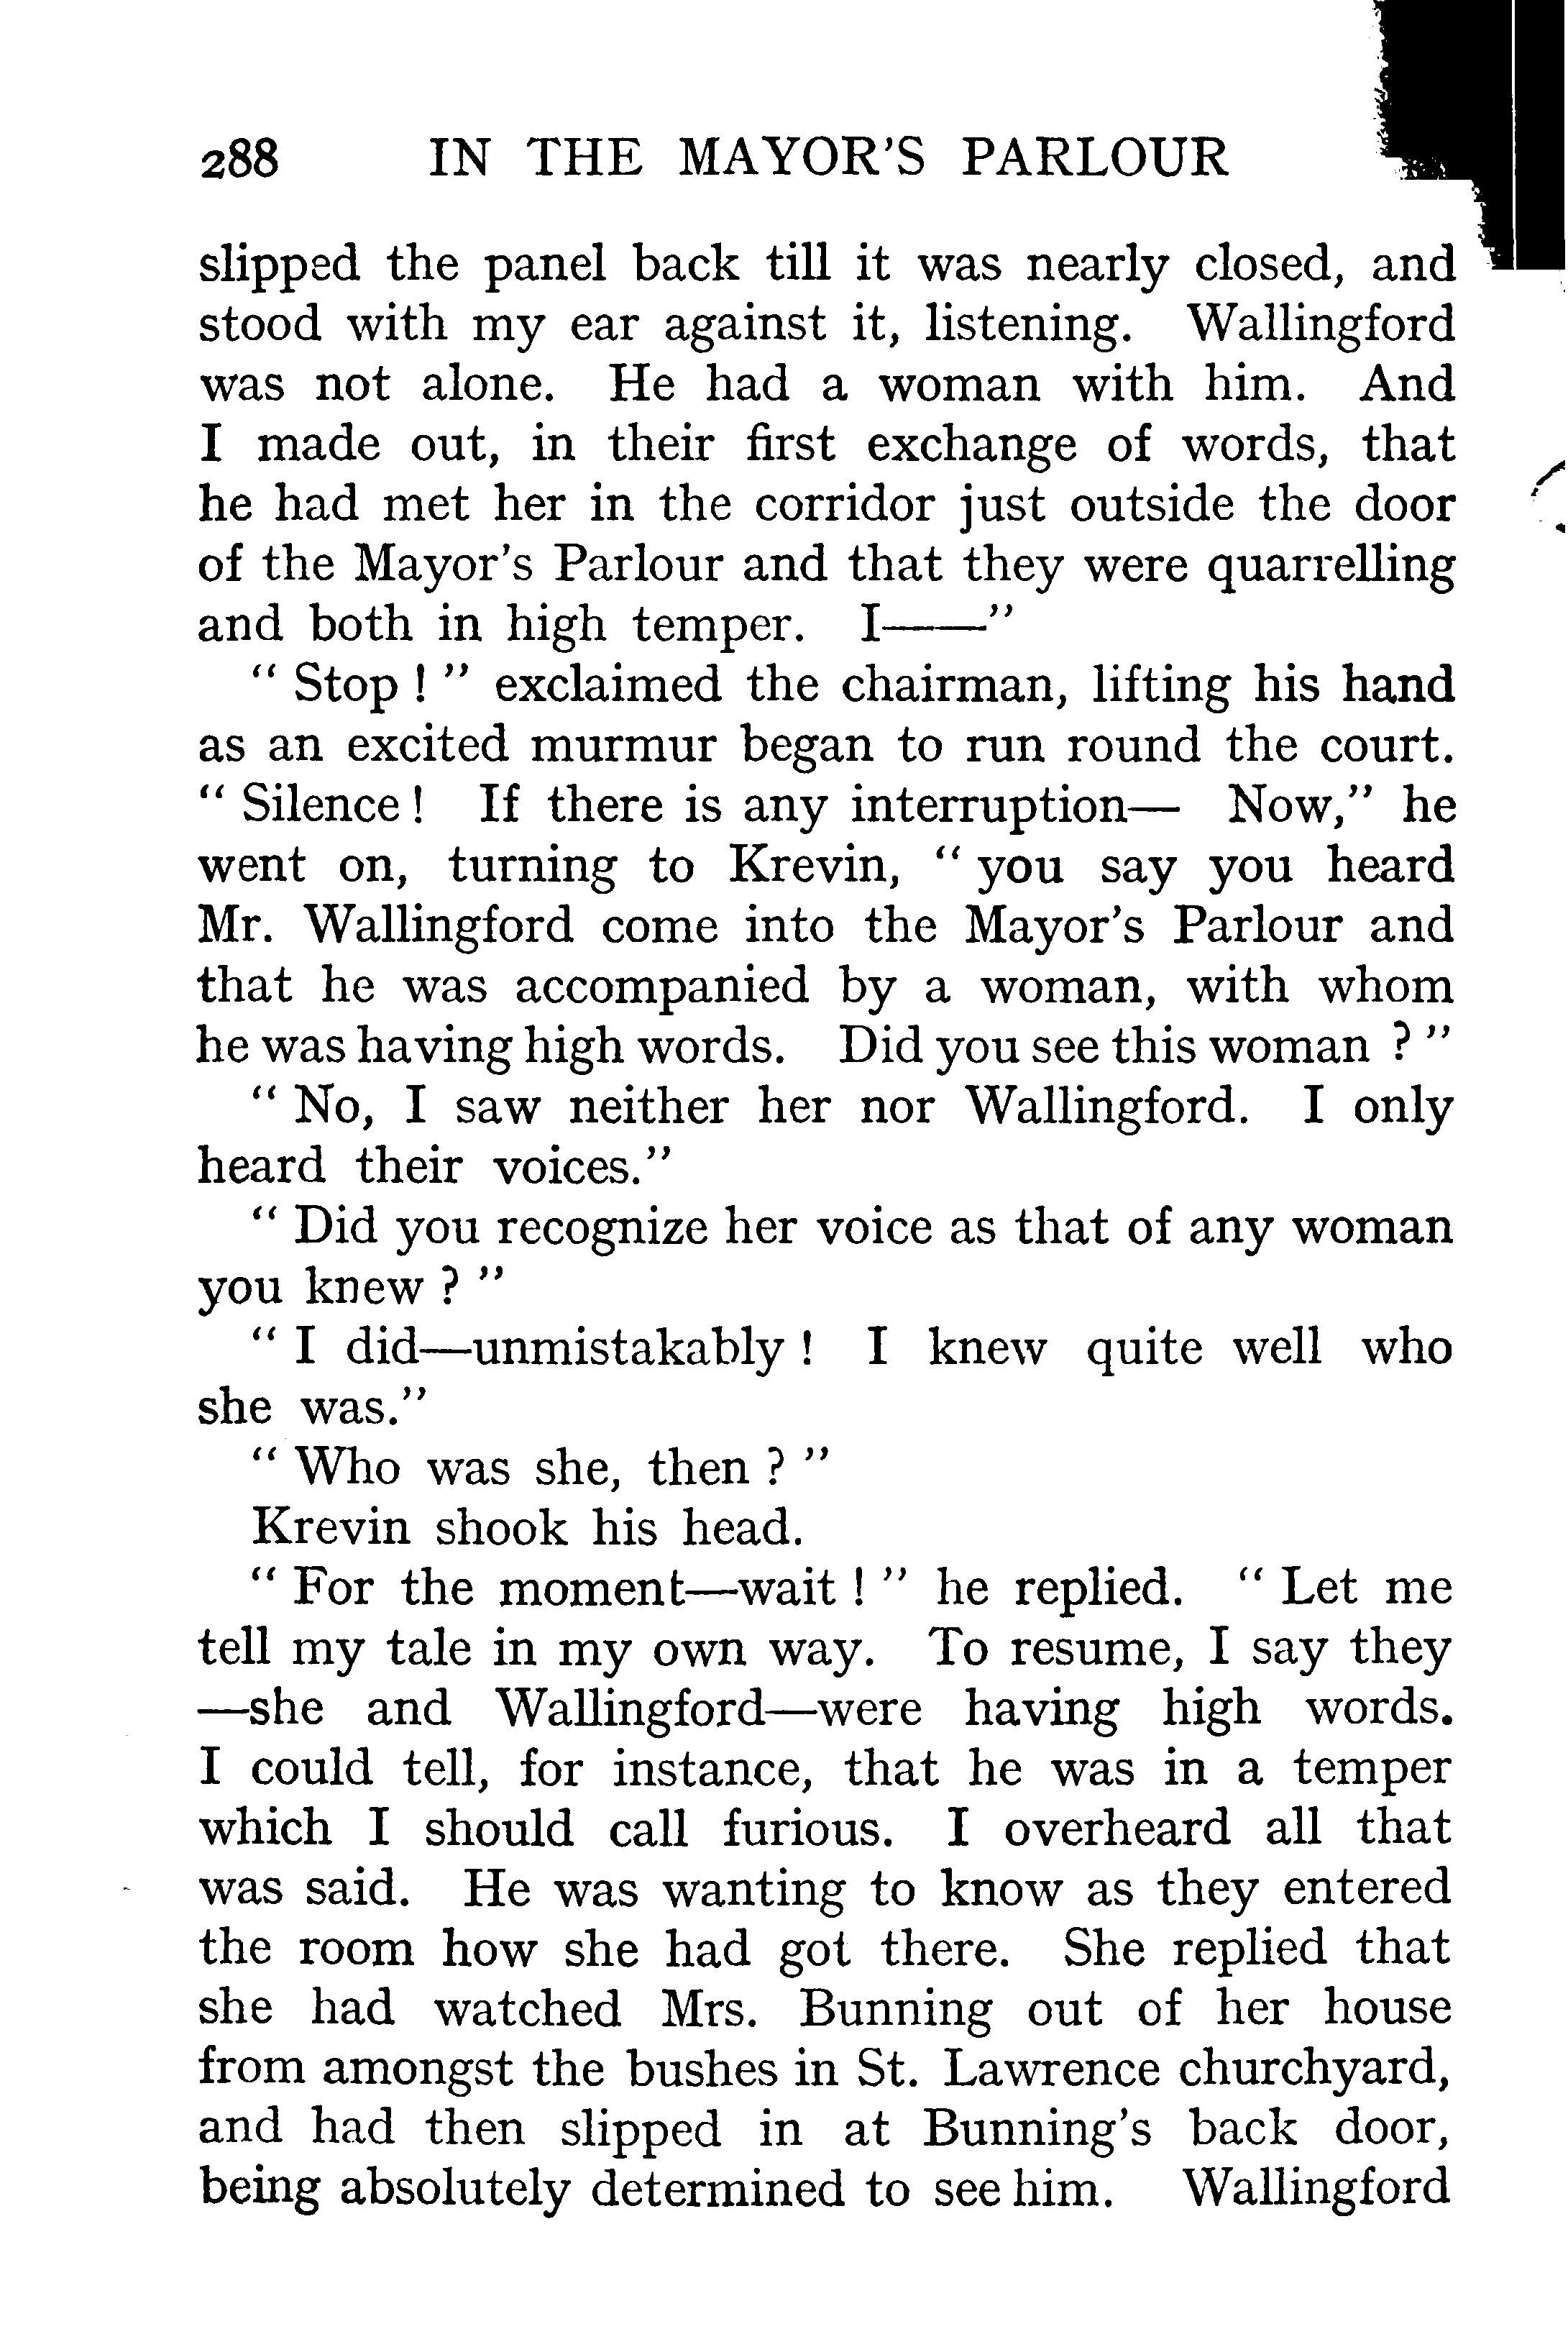 288 IN THE MAYOR'S PARLOUR
slipped the panel back till it was nearly closed, and
stood with my ear against it, listening. Wallingford
was not alone. He had a woman with him. And
I made out, in their first exchange of words, that
he had met her in the corridor just outside the door
of the Mayor's Parlour and that they were quarrelling
and both in high temper. I——”
“ Stop ! ” exclaimed the chairman, lifting his hand
as an excited murmur began to run round the court.
“ Silence ! If there is any interruption— Now,” he
went on, turning to Krevin, “ you say you heard
Mr. Wallingford come into the Mayor's Parlour and
that he was accompanied by a woman, with whom
he was having high words. Did you see this woman ? ”
“ No, I saw neither her nor Wallingford. I only
heard their voices.”
“ Did you recognize her voice as that of any woman
you knew ? ”
“ I did—unmistakably ! I knew quite well who
she was.”
“ Who was she, then ? ”
Krevin shook his head.
“ For the moment—wait ! ” he replied. “ Let me
tell my tale in my own way. To resume, I say they
—she and Wallingford—were having high words.
I could tell, for instance, that he was in a temper
which I should call furious. I overheard all that
was said. He was wanting to know as they entered
the room how she had got there. She replied that
she had watched Mrs. Bunning out of her house
from amongst the bushes in St. Lawrence churchyard,
and had then slipped in at Bunning's back door,
being absolutely determined to see him. Wallingford